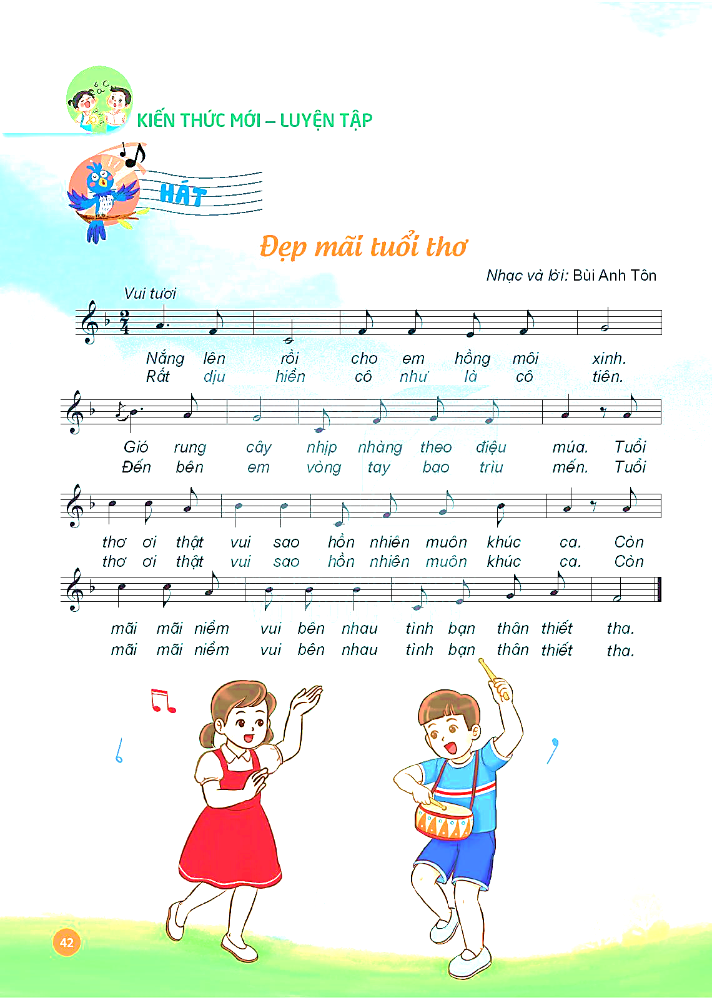 KIẾN THỨC MỚI – LUYỆN TẬP
HÁT
Đẹp mãi tuổi thơ
Nhạc và lời: Bùi Anh Tôn
Vui tươi
2
4
Nắng lên rồi cho em hồng môi xinh.
Rất dịu hiền cô như là cô tiên.
Gió rung cây nhịp nhàng theo điệu múa. Tuổi
Đến bên em vòng tay bao trìu mến. Tuổi
thơ ơi thật vui sao hồn nhiên muôn khúc ca. Còn
thơ ơi thật vui sao hồn nhiên muôn khúc ca. Còn
mãi mãi niềm vui bên nhau tình bạn thân thiết tha.
mãi mãi niềm vui bên nhau tình bạn thân thiết tha.
42